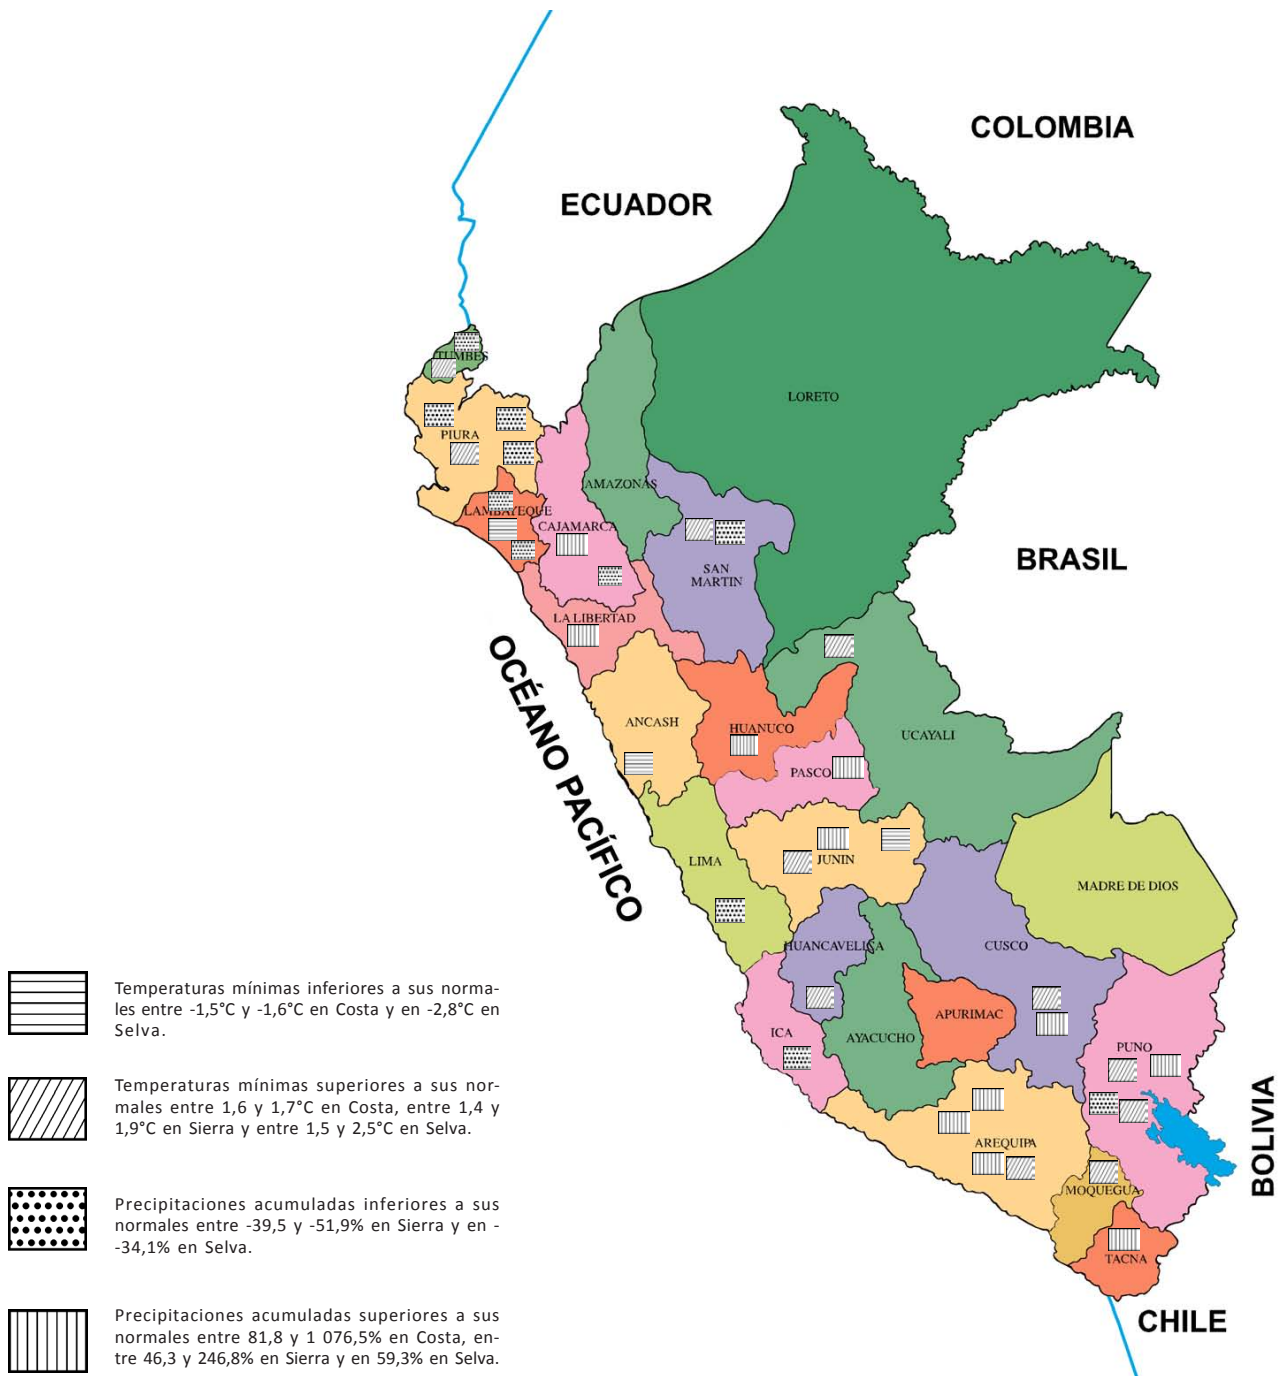 COLOMBIA
ECUADOR
TUMBES
LORETO
PIURA
AMAZONAS
LAMBAYEQUE
CAJAMARCA
BRASIL
SAN
MARTIN
LA LIBERTAD
OCÉANO PACÍFICO
ANCASH
HUANUCO
UCAYALI
PASCO
LIMA
JUNIN
MADRE DE DIOS
HUANCAVELICA
CUSCO
ICA
AYACUCHO
APURIMAC
PUNO
AREQUIPA
BOLIVIA
MOQUEGUA
TACNA
CHILE
Temperaturas mínimas inferiores a sus norma-
les entre -1,5°C y -1,6°C en Costa y en -2,8°C en
Selva.
Temperaturas mínimas superiores a sus nor-
males entre 1,6 y 1,7°C en Costa, entre 1,4 y
1,9°C en Sierra y entre 1,5 y 2,5°C en Selva.
Precipitaciones acumuladas inferiores a sus
normales entre -39,5 y -51,9% en Sierra y en -
-34,1% en Selva.
Precipitaciones acumuladas superiores a sus
normales entre 81,8 y 1 076,5% en Costa, en-
tre 46,3 y 246,8% en Sierra y en 59,3% en Selva.